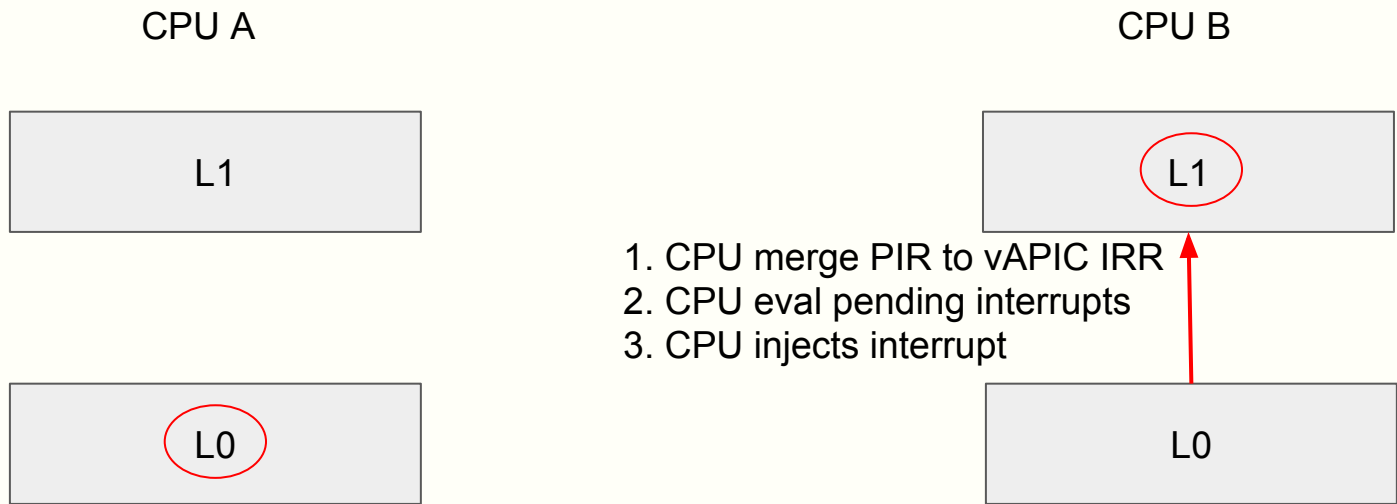 CPU A
CPU B
L1
L1
1. CPU merge PIR to vAPIC IRR
2. CPU eval pending interrupts
3. CPU injects interrupt
L0
L0